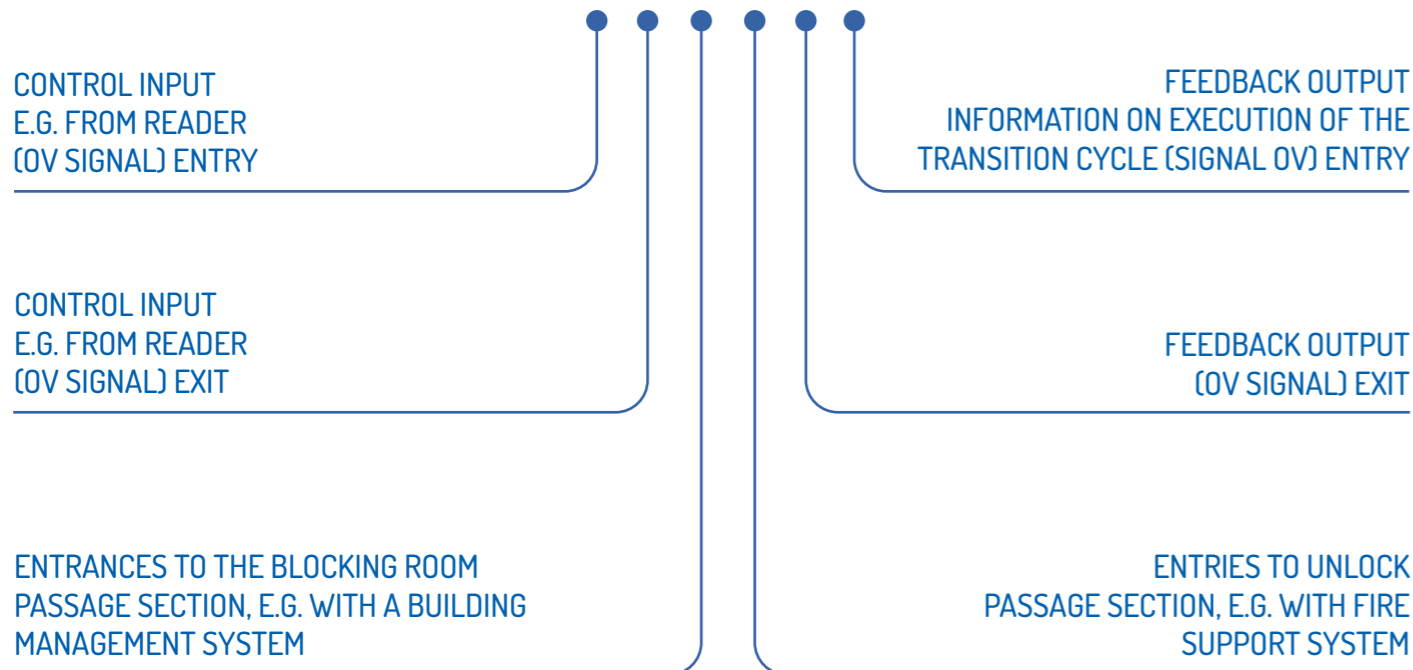 CONTROL INPUT
E.G. FROM READER
(OV SIGNAL) ENTRY
FEEDBACK OUTPUT
INFORMATION ON EXECUTION OF THE
TRANSITION CYCLE (SIGNAL OV) ENTRY
CONTROL INPUT
E.G. FROM READER
(OV SIGNAL) EXIT
FEEDBACK OUTPUT
(OV SIGNAL) EXIT
ENTRANCES TO THE BLOCKING ROOM
PASSAGE SECTION, E.G. WITH A BUILDING
MANAGEMENT SYSTEM
ENTRIES TO UNLOCK
PASSAGE SECTION, E.G. WITH FIRE
SUPPORT SYSTEM